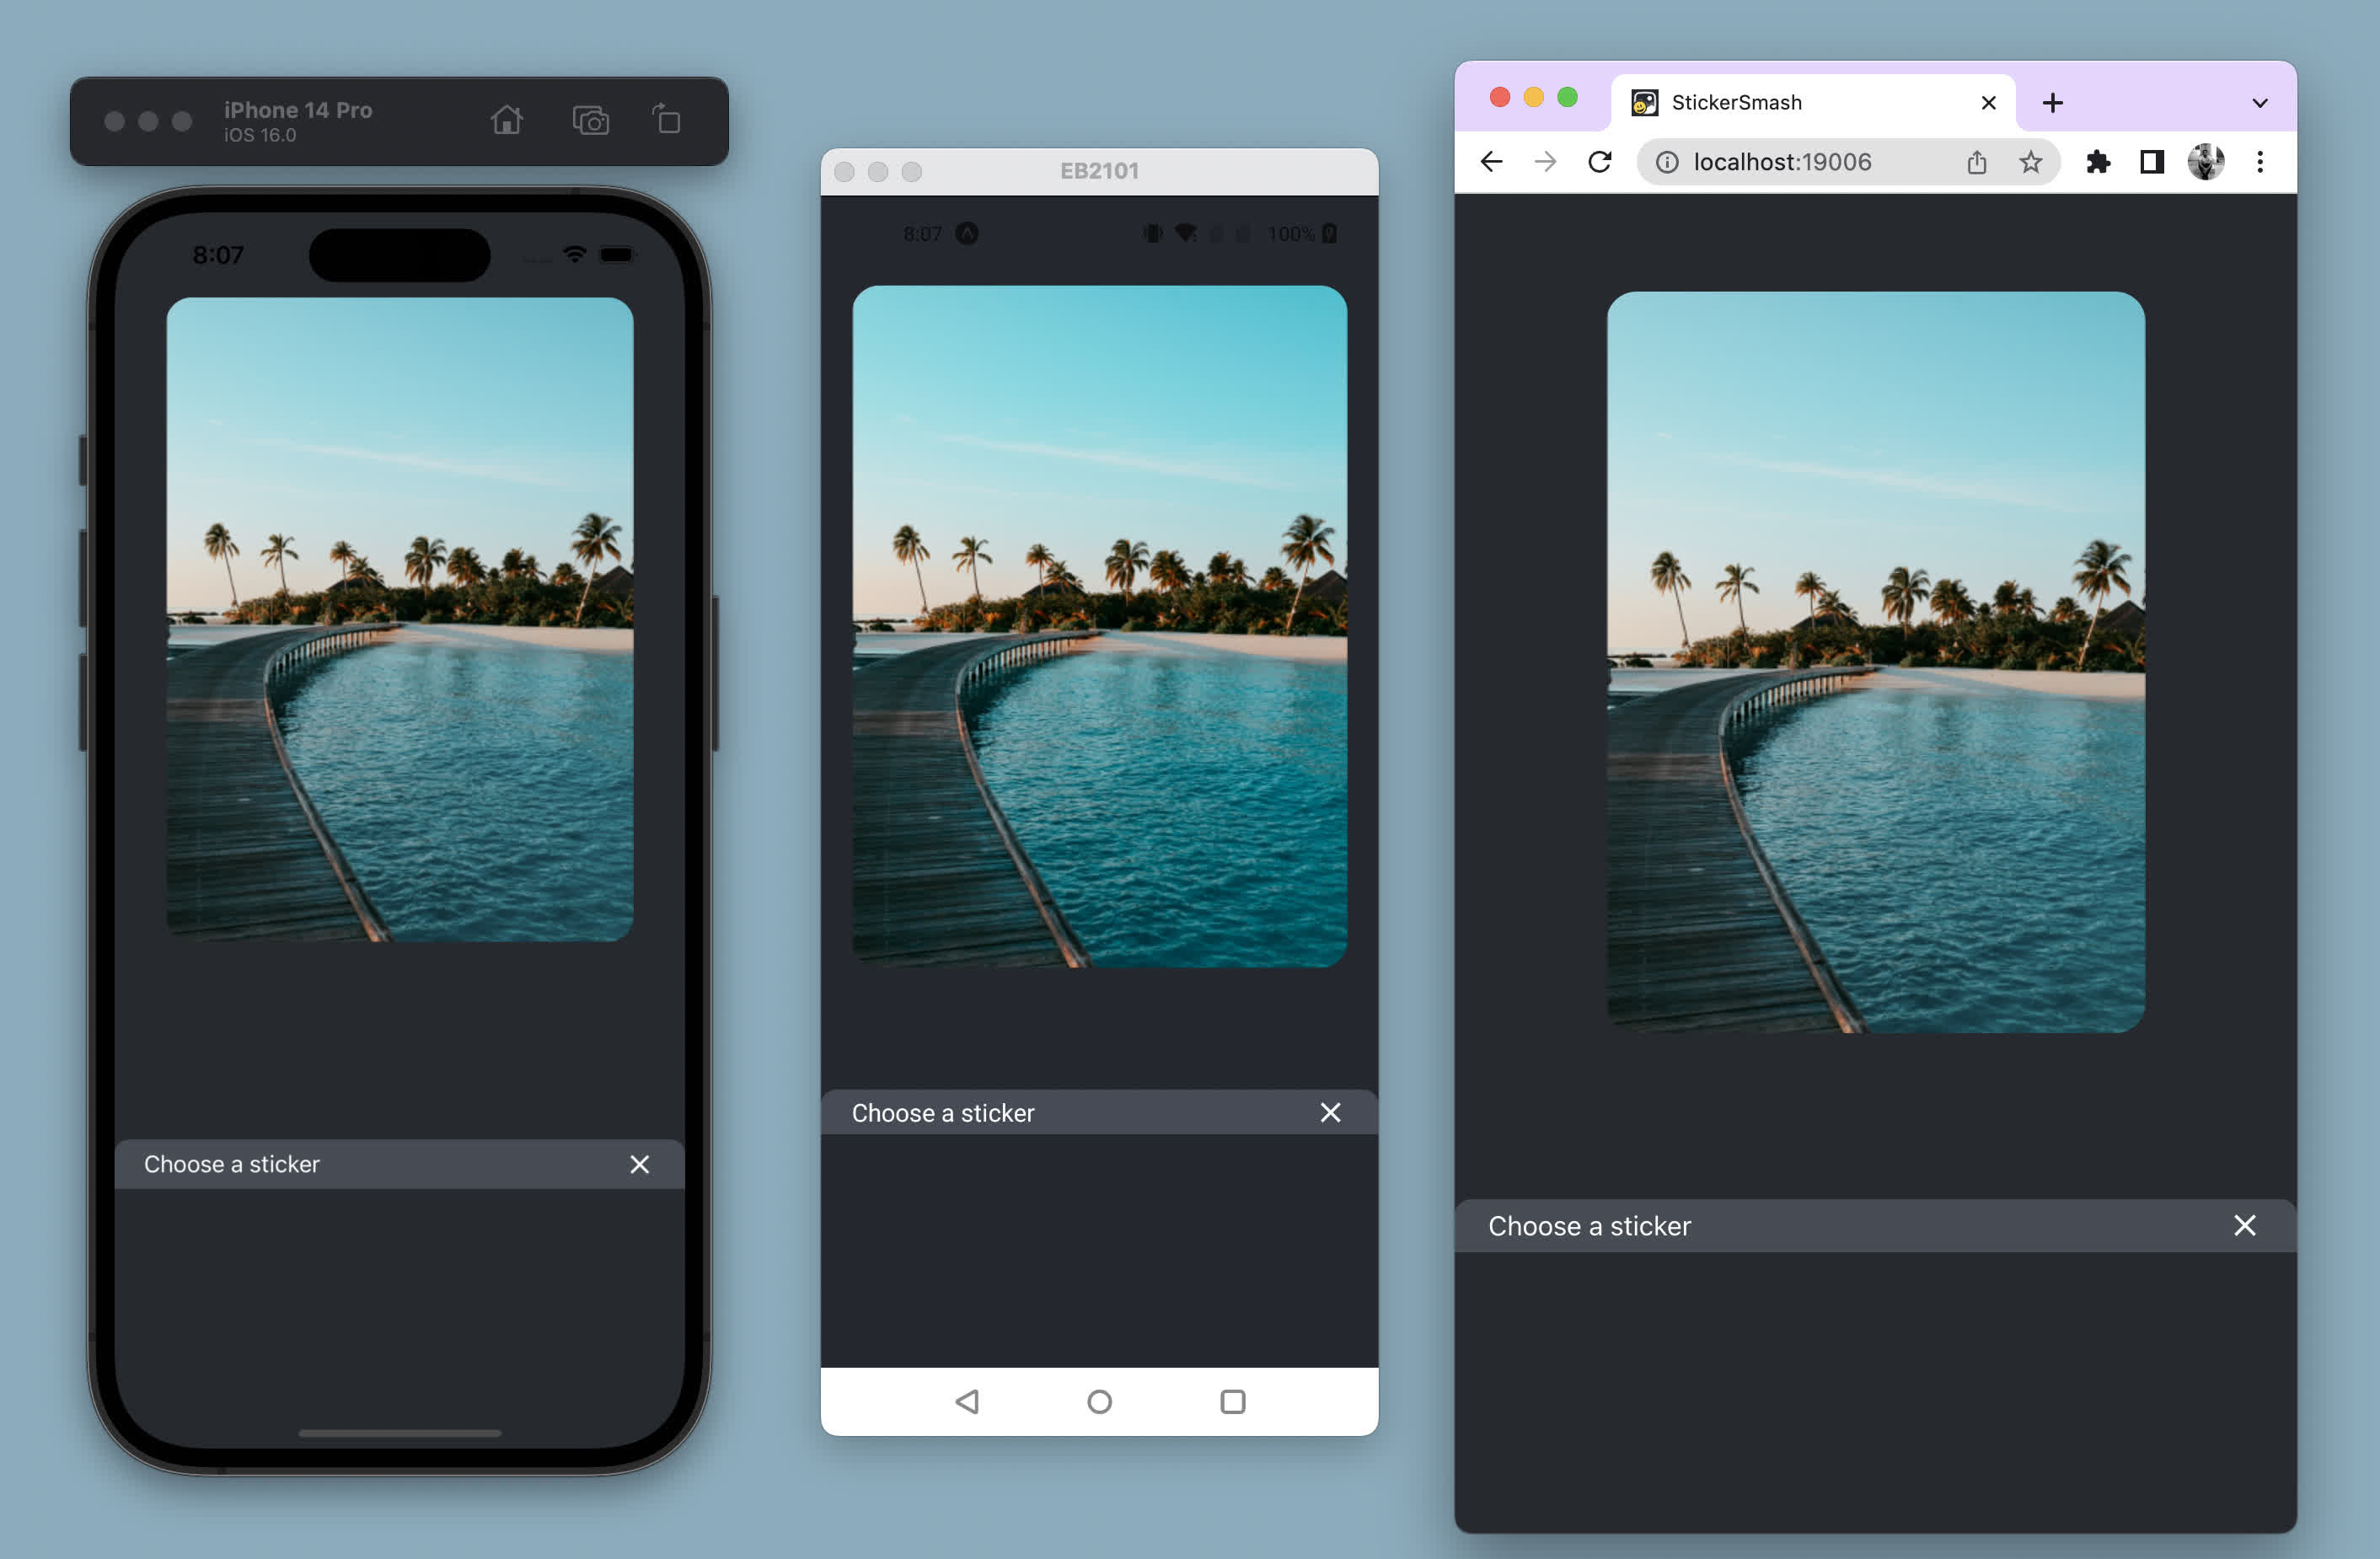 iPhone 14 Pro
iOS 16.0
8:07
Choose a sticker
EB2101
8:07
100%
Choose a sticker
StickerSmash
localhost:19006
Choose a sticker